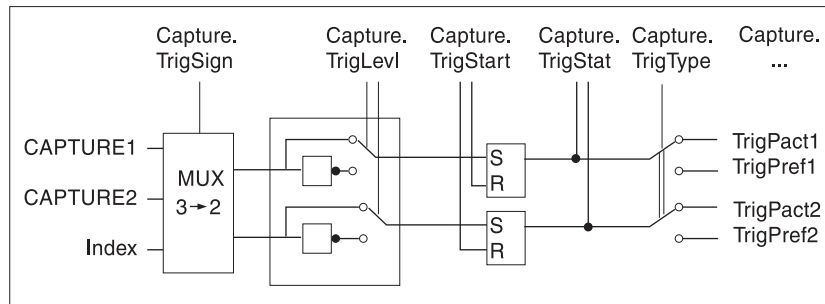 Capture.
TrigSign
Capture.
TrigLevl
Capture.
TrigStart
Capture.
TrigStat
Capture.
TrigType
Capture.
...
CAPTURE1
CAPTURE2
Index
MUX
3→2
S
R
S
R
TrigPact1
TrigPref1
TrigPact2
TrigPref2